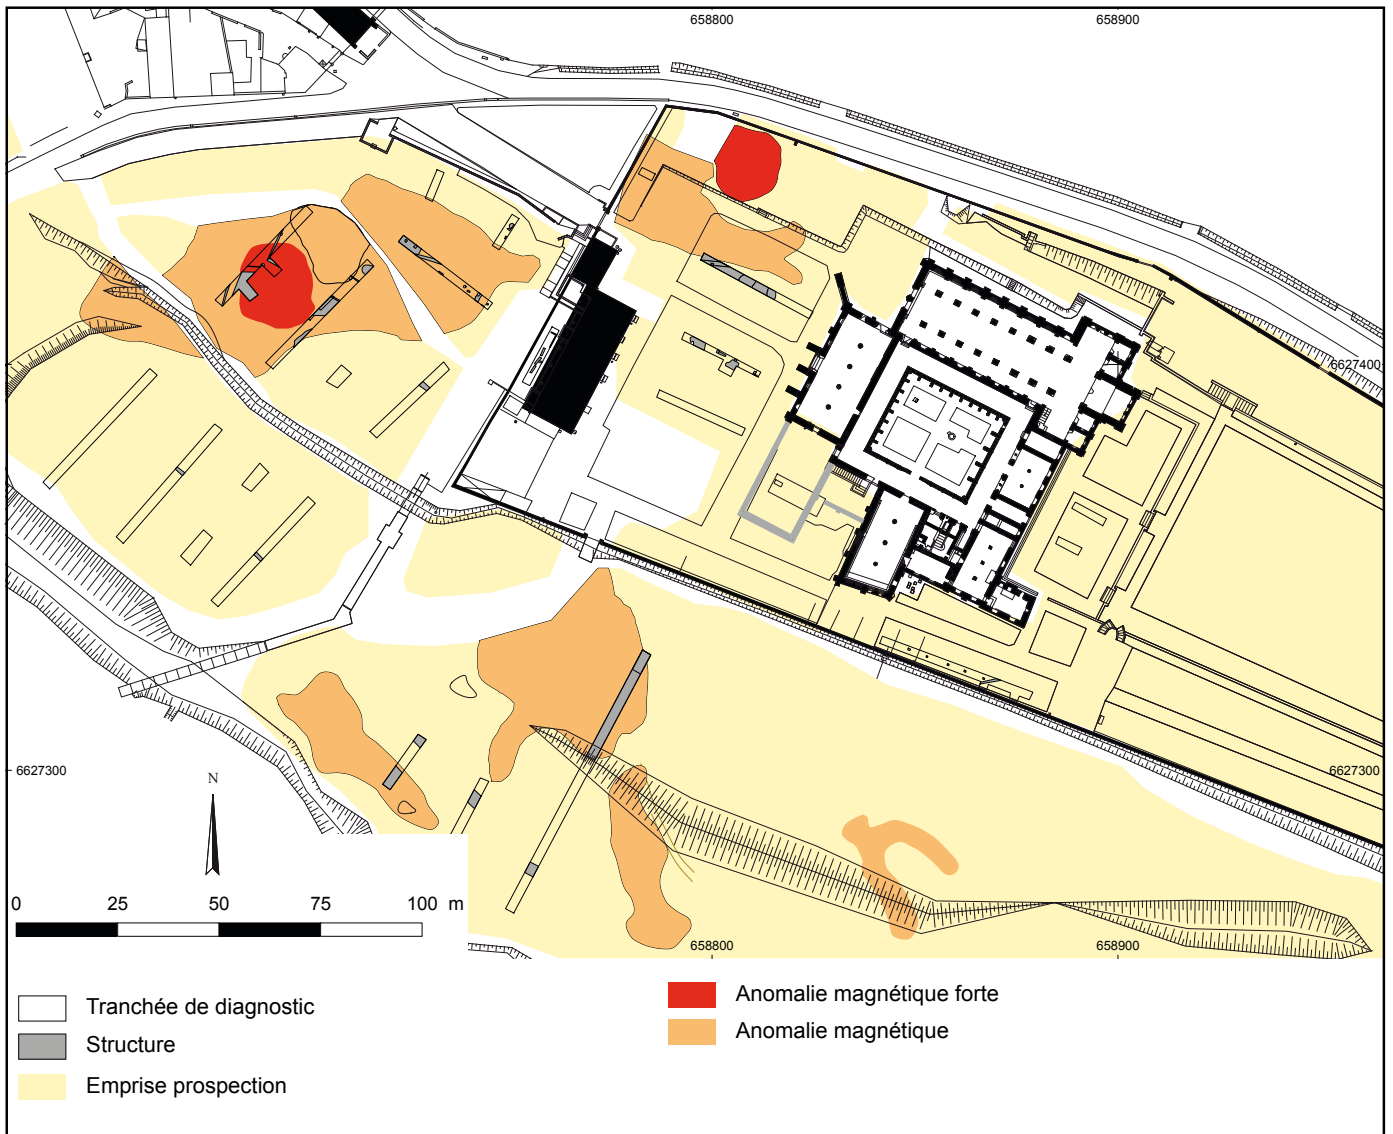 658800
658900
6627400
6627300
6627300
N
0 25 50 75 100 m
658800
658900
Tranchée de diagnostic
Structure
Emprise prospection
Anomalie magnétique forte
Anomalie magnétique